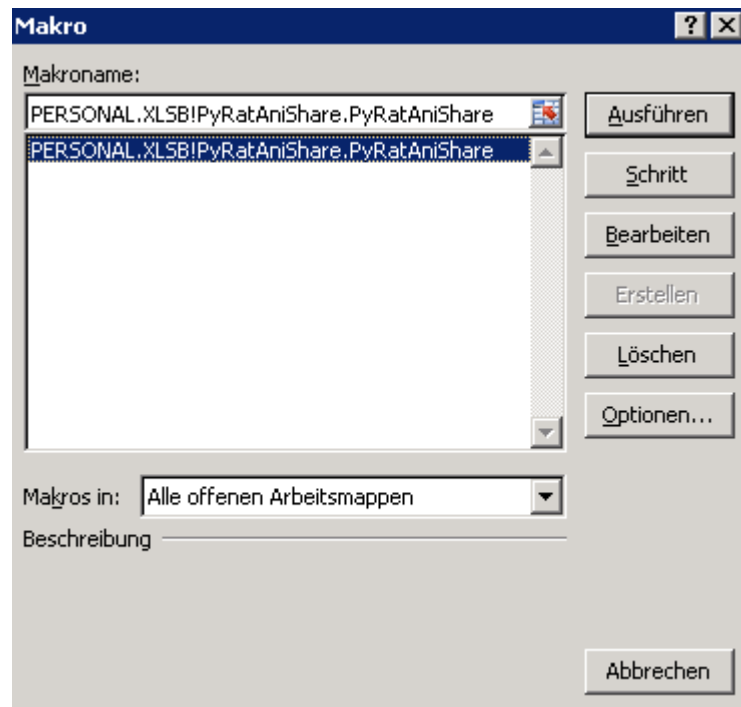 Makro
Makroname:
PERSONAL.XLSB!PyRatAniShare.PyRatAniShare
PERSONAL.XLSB!PyRatAniShare.PyRatAniShare
Ausführen
Schritt
Bearbeiten
Erstellen
Löschen
Optionen...
Makros in: Alle offenen Arbeitsmappen
Beschreibung
Abbrechen